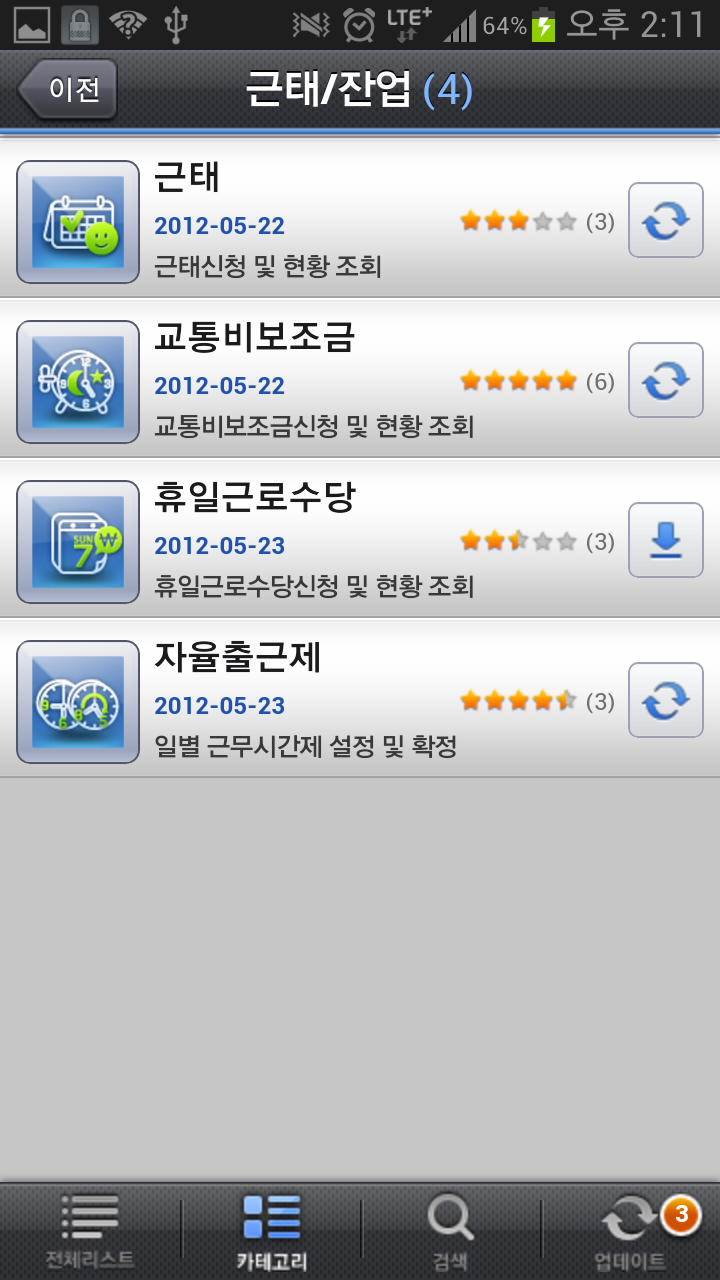 LTE+ 64% 오후 2:11
이전 근태/잔업 (4)
근태
2012-05-22 (3)
근태신청 및 현황 조회
교통비보조금
2012-05-22 (6)
교통비보조금신청 및 현황 조회
휴일근로수당
2012-05-23 (3)
휴일근로수당신청 및 현황 조회
자율출근제
2012-05-23 (3)
일별 근무시간제 설정 및 확정
3
전체리스트 카테고리 검색 업데이트